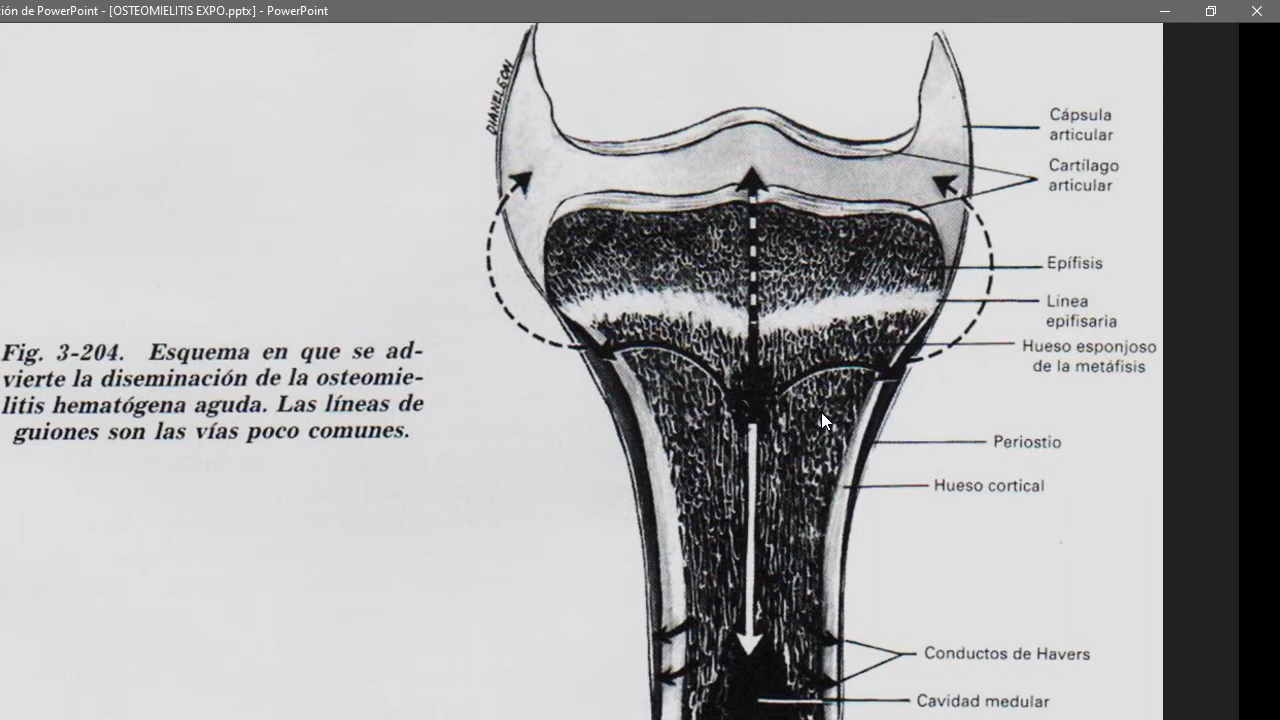 ión de PowerPoint - [OSTEOMIELITIS EXPO.pptx] - PowerPoint
DIANELSON
Cápsula
articular
Cartílago
articular
Epífisis
Línea
epifisaria
Hueso esponjoso
de la metáfisis
Fig. 3-204. Esquema en que se ad-
vierte la diseminación de la osteomie-
litis hematógena aguda. Las líneas de
guiones son las vías poco comunes.
Periostio
Hueso cortical
Conductos de Havers
Cavidad medular